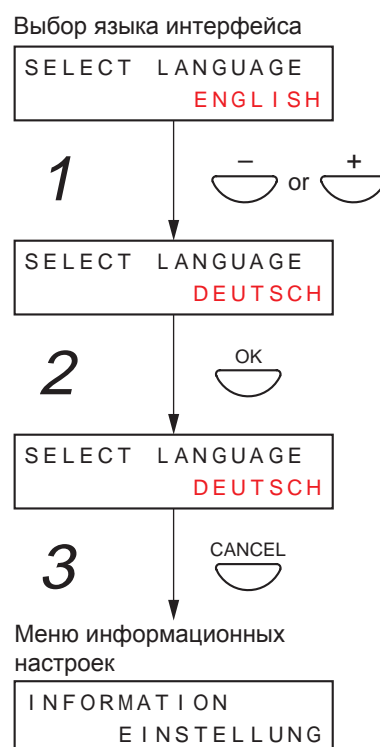 Выбор языка интерфейса
SELECT LANGUAGE
ENGLISH
1
– or +
SELECT LANGUAGE
DEUTSCH
2
OK
SELECT LANGUAGE
DEUTSCH
3
CANCEL
Меню информационных
настроек
INFORMATION
EINSTELLUNG